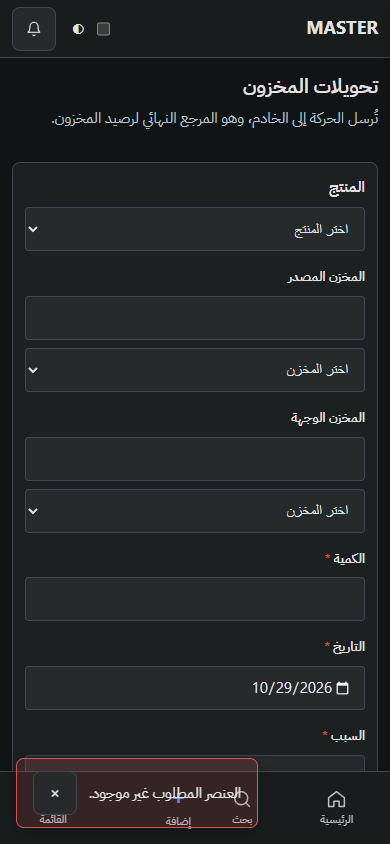 MASTER
تحويلات المخزون
تُرسل الحركة إلى الخادم، وهو المرجع النهائي لرصيد المخزون.
المنتج
اختر المنتج
المخزن المصدر
اختر المخزن
المخزن الوجهة
اختر المخزن
الكمية *
التاريخ *
10/29/2026
السبب *
العنصر المطلوب غير موجود. ×
الرئيسية
بحث
إضافة
القائمة